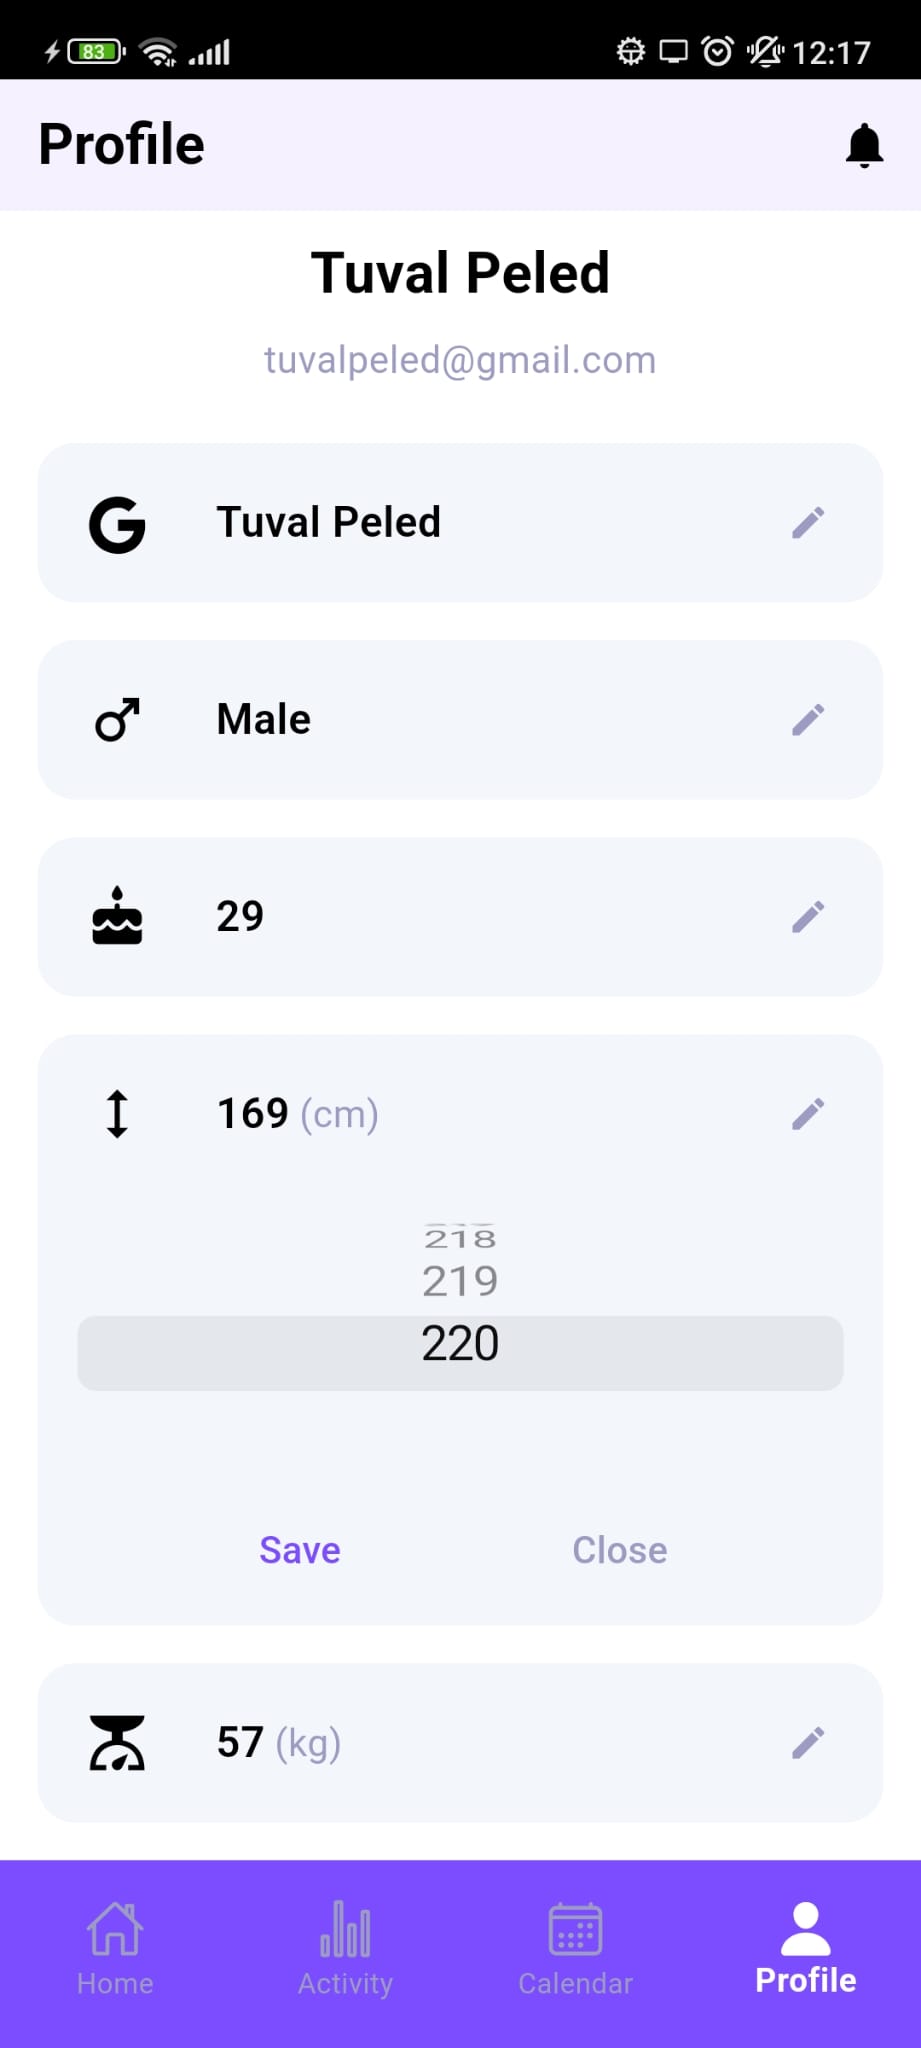 83
12:17
Profile
Tuval Peled
tuvalpeled@gmail.com
Tuval Peled
Male
29
169 (cm)
218
219
220
Save Close
57 (kg)
Home Activity Calendar Profile